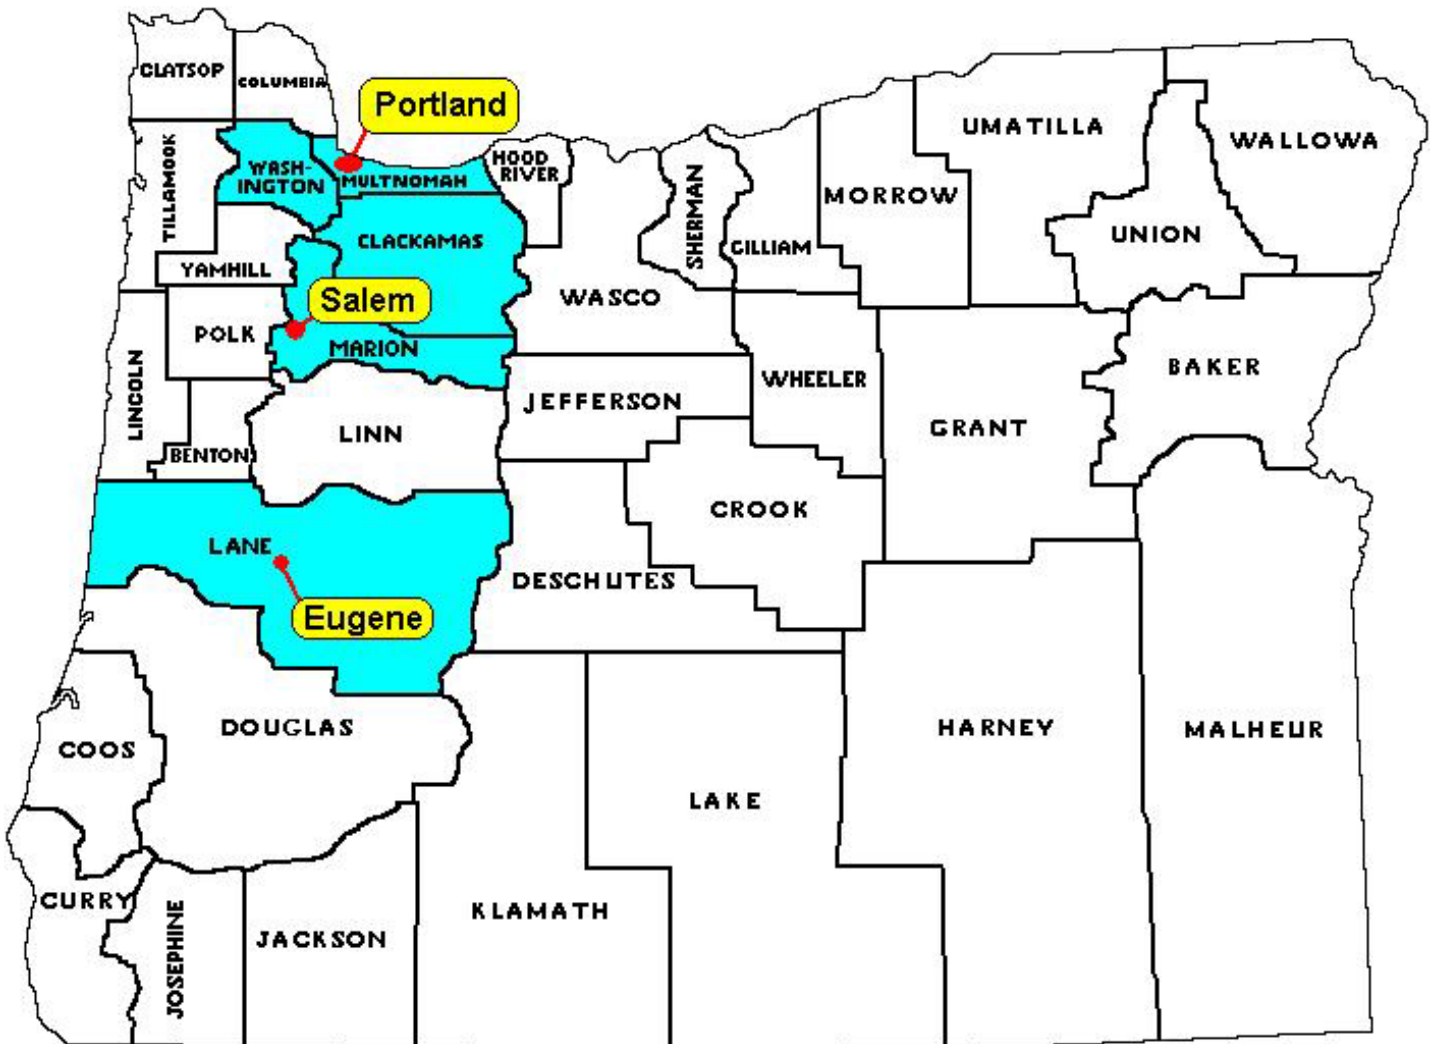 CLATSOP
COLUMBIA
Portland
TILLAMOOK
WASH-
INGTON
MULTNOMAH
HOOD
RIVER
SHERMAN
GILLIAM
MORROW
UMATILLA
UNION
WALLOWA
YAMHILL
CLACKAMAS
WASCO
Salem
POLK
MARION
LINCOLN
BENTON
LINN
JEFFERSON
WHEELER
GRANT
BAKER
LANE
Eugene
DESCHUTES
CROOK
COOS
DOUGLAS
LAKE
HARNEY
MALHEUR
CURRY
JOSEPHINE
JACKSON
KLAMATH